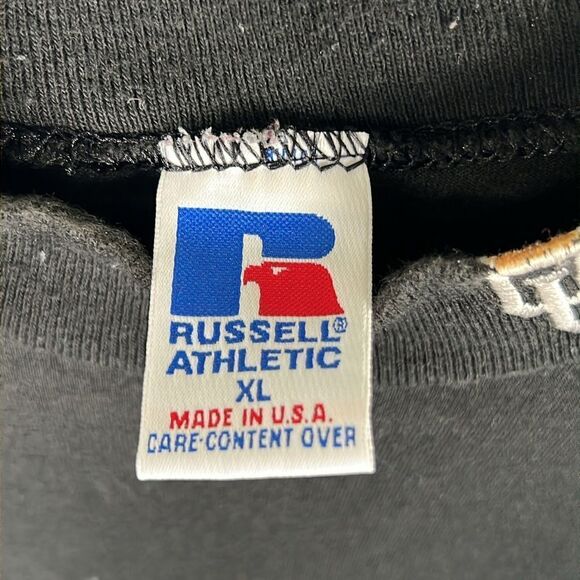 RUSSELL®
ATHLETIC
XL
MADE IN U.S.A.
CARE-CONTENT OVER